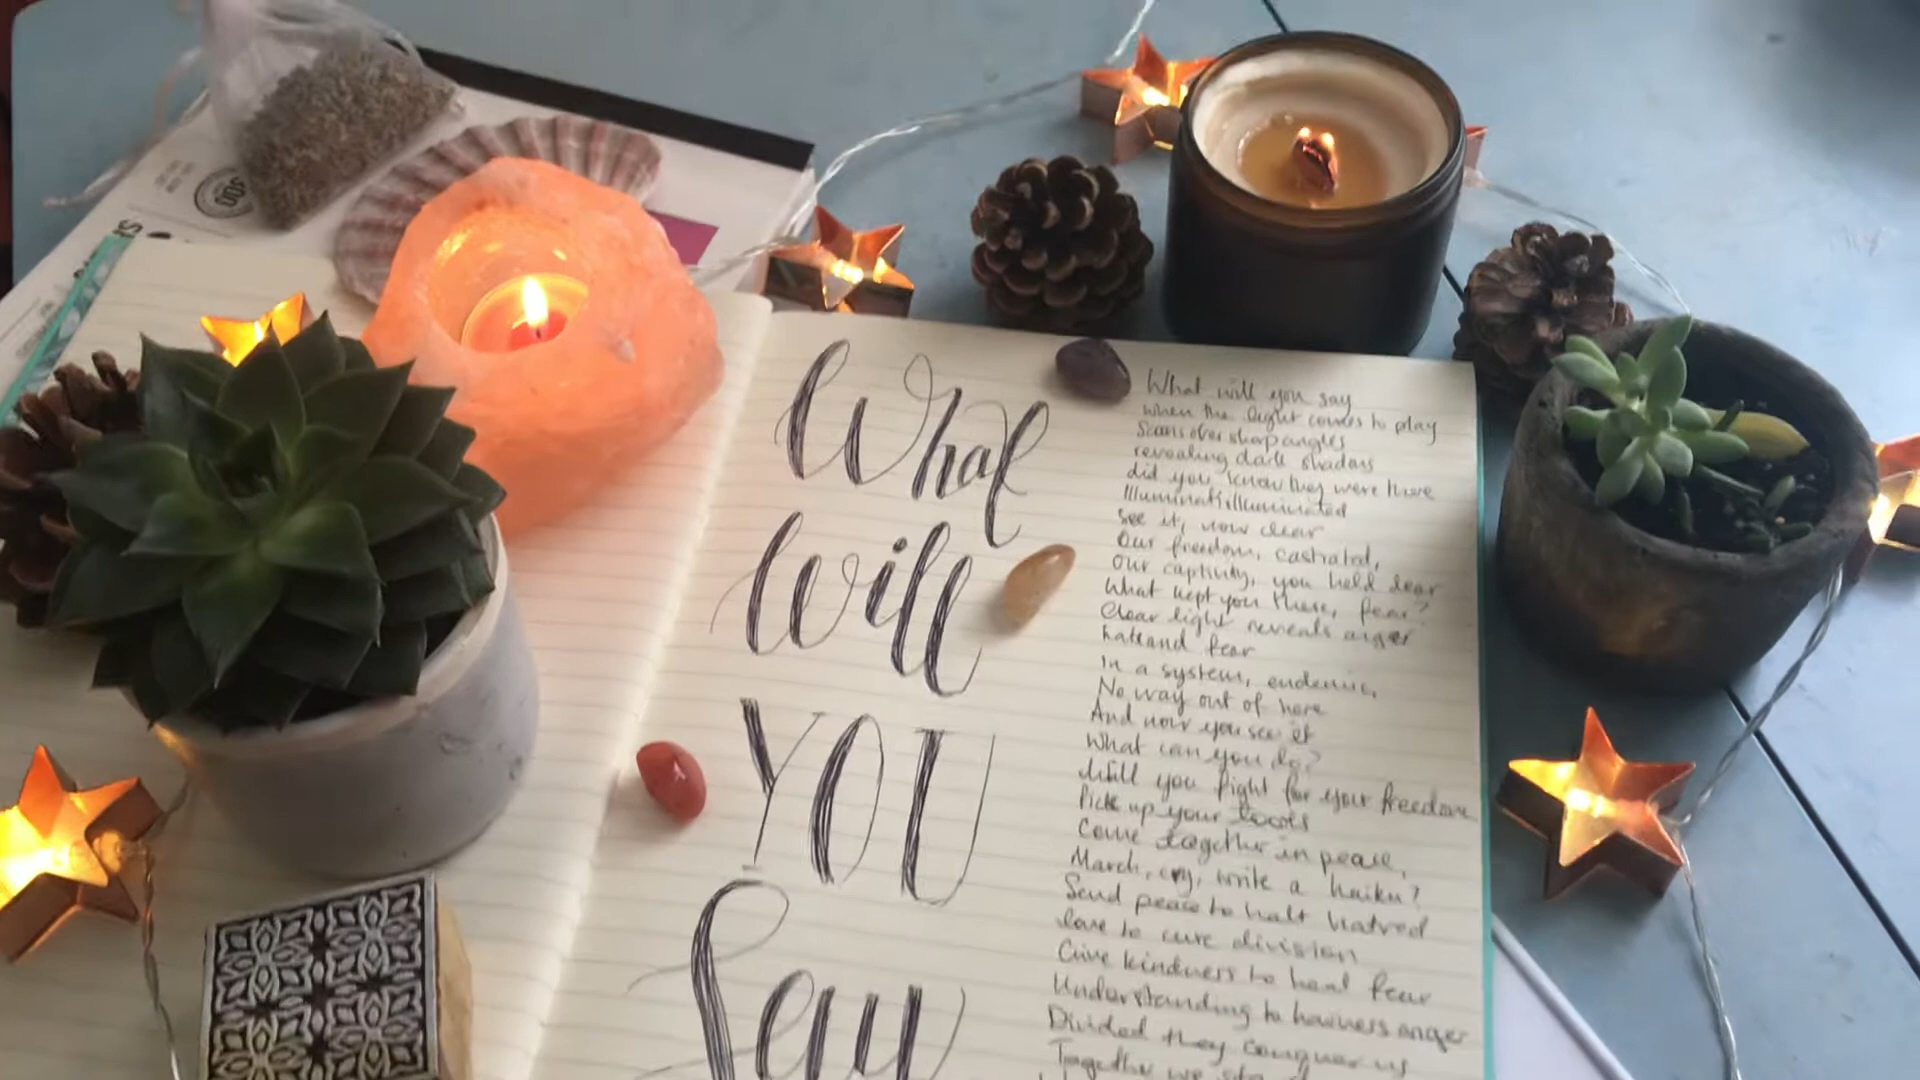 What
will
YOU
Say
What will you say
when the light comes to play
Scans over sharp angles
revealing dark shadows
did you know they were there
Illuminati illuminated
see it, now clear
Our freedom, castrated,
our captivity, you held dear
What kept you there, fear?
Clear light reveals anger
hate and fear
In a system, endemic,
No way out of here
And now you see it
What can you do?
Will you fight for your freedom
Pick up your tools
Come together in peace,
March, cry, write a haiku?
Send peace to halt hatred
love to cure division
Give kindness to heal fear
Understanding to harness anger
Divided they conquer us
Together we